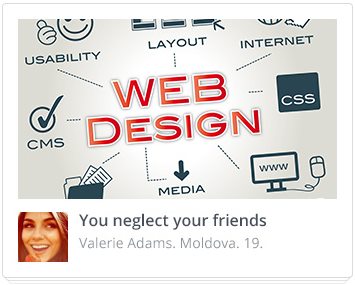 USABILITY
LAYOUT
INTERNET
CMS
WEB
DESIGN
CSS
MEDIA
WWW
You neglect your friends
Valerie Adams. Moldova. 19.